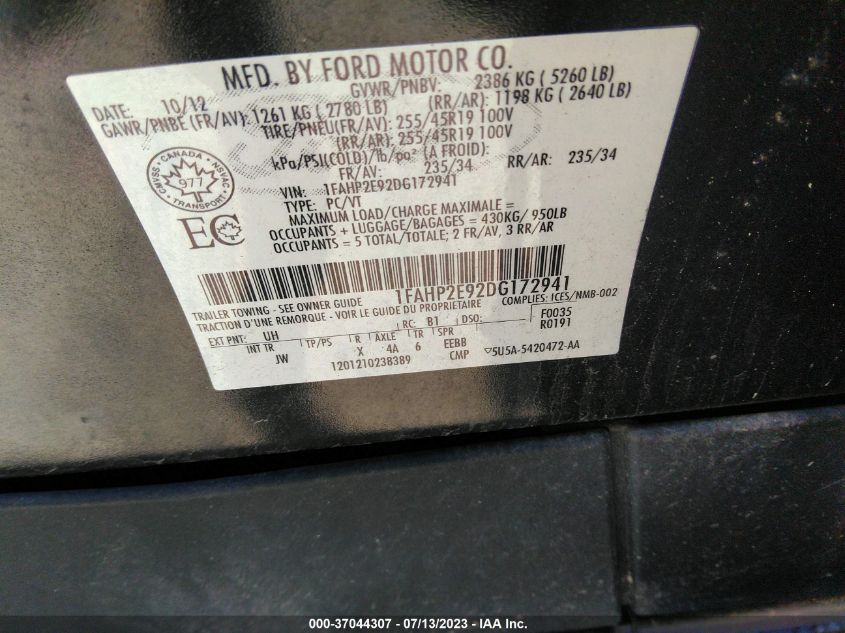 MFD. BY FORD MOTOR CO.
DATE: 10/12 GVWR/PNBV: 2386 KG ( 5260 LB)
GAWR/PNBE (FR/AV): 1261 KG ( 2780 LB) (RR/AR): 1198 KG ( 2640 LB)
TIRE/PNEU(FR/AV): 255/45R19 100V
(RR/AR): 255/45R19 100V
kPa/PSI(COLD)/lb/po² (A FROID):
FR/AV: 235/34 RR/AR: 235/34
VIN: 1FAHP2E92DG172941
TYPE: PC/VT
MAXIMUM LOAD/CHARGE MAXIMALE =
OCCUPANTS + LUGGAGE/BAGAGES = 430KG/ 950LB
OCCUPANTS = 5 TOTAL/TOTALE; 2 FR/AV, 3 RR/AR
CANADA
CMVSS NSVAC
977
TRANSPORT
EC
1FAHP2E92DG172941
TRAILER TOWING - SEE OWNER GUIDE COMPLIES: ICES/NMB-002
TRACTION D'UNE REMORQUE - VOIR LE GUIDE DU PROPRIETAIRE
EXT PNT: UH RC: B1 DSO: F0035
R0191
INT TR TP/PS R AXLE TR SPR
JW X 4A 6 EEBB
1201210238389 CMP ▽5U5A-5420472-AA
000-37044307 - 07/13/2023 - IAA Inc.